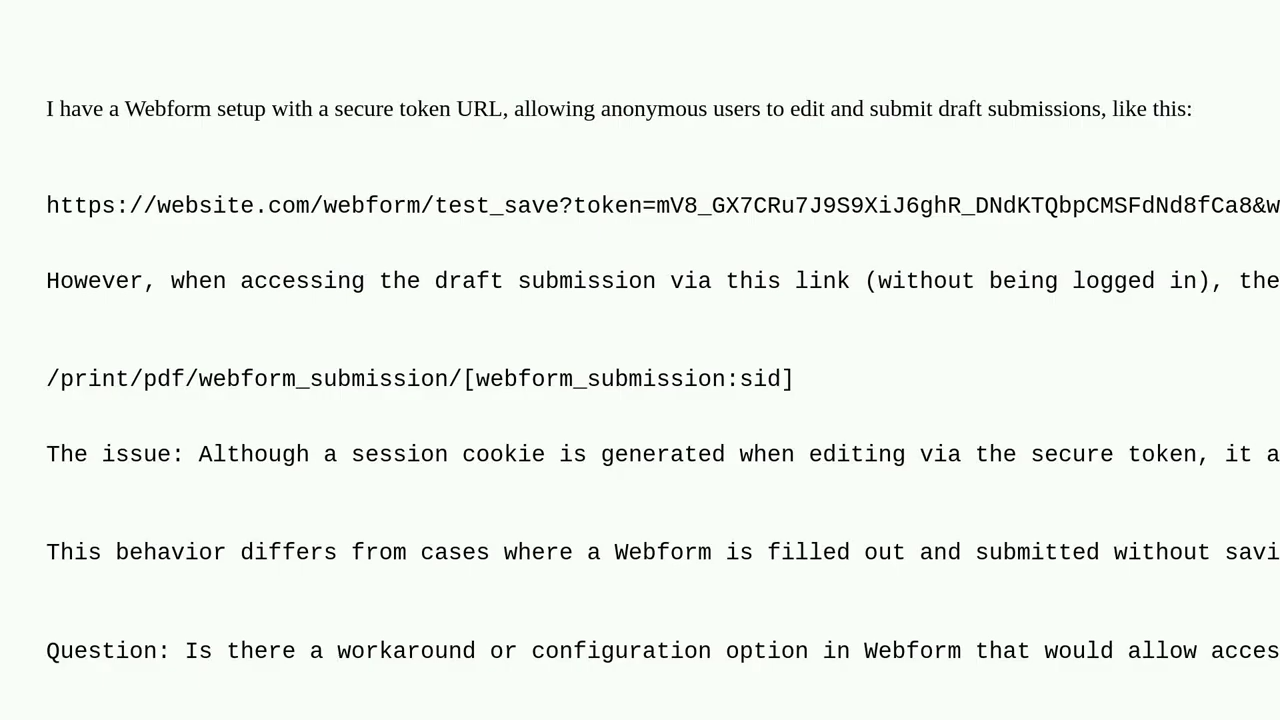 I have a Webform setup with a secure token URL, allowing anonymous users to edit and submit draft submissions, like this:
https://website.com/webform/test_save?token=mV8_GX7CRu7J9S9XiJ6ghR_DNdKTQbpCMSFdNd8fCa8&w
However, when accessing the draft submission via this link (without being logged in), the
/print/pdf/webform_submission/[webform_submission:sid]
The issue: Although a session cookie is generated when editing via the secure token, it a
This behavior differs from cases where a Webform is filled out and submitted without savi
Question: Is there a workaround or configuration option in Webform that would allow acces